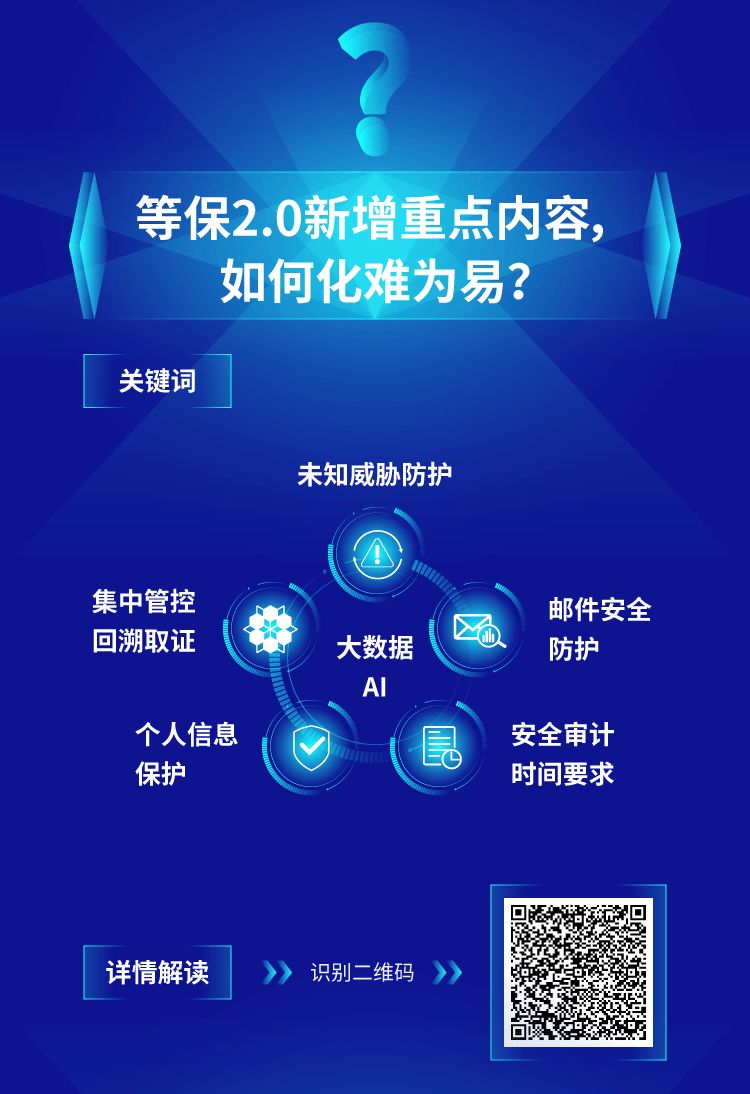 等保2.0新增重点内容,
如何化难为易?
关键词
未知威胁防护
集中管控
回溯取证
邮件安全
防护
大数据
AI
个人信息
保护
安全审计
时间要求
详情解读
识别二维码